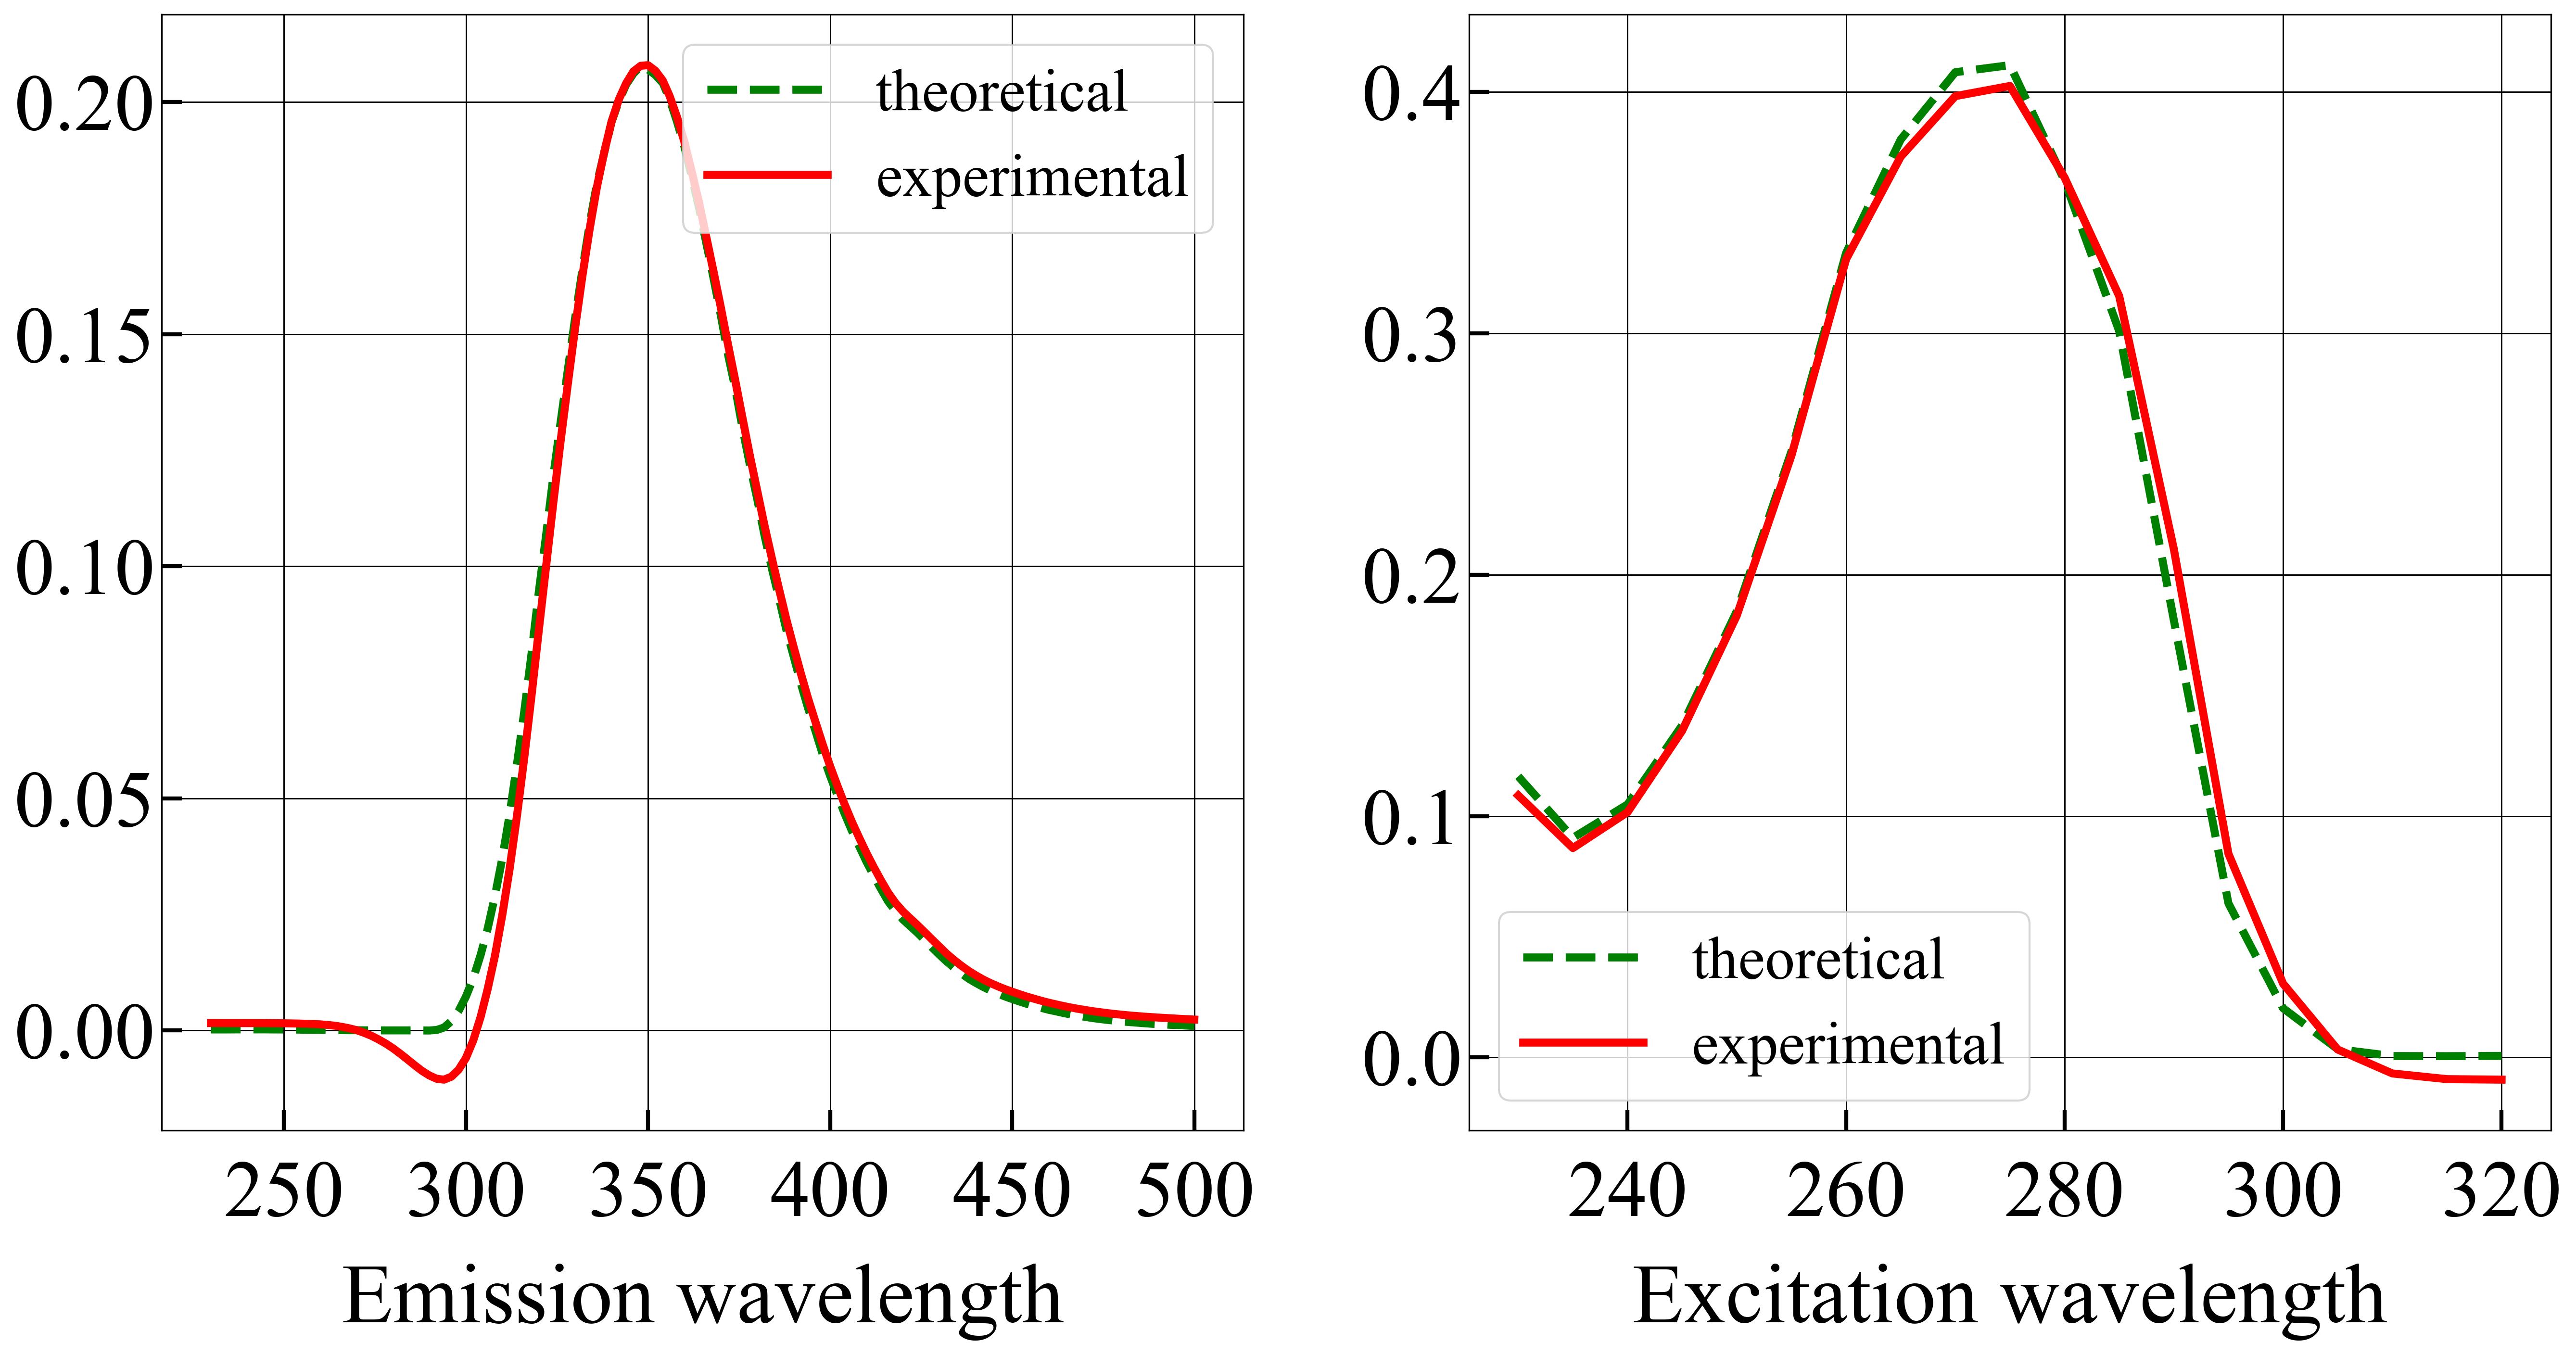 0.20
0.15
0.10
0.05
0.00
theoretical
experimental
250 300 350 400 450 500
Emission wavelength
0.4
0.3
0.2
0.1
0.0
theoretical
experimental
240 260 280 300 320
Excitation wavelength